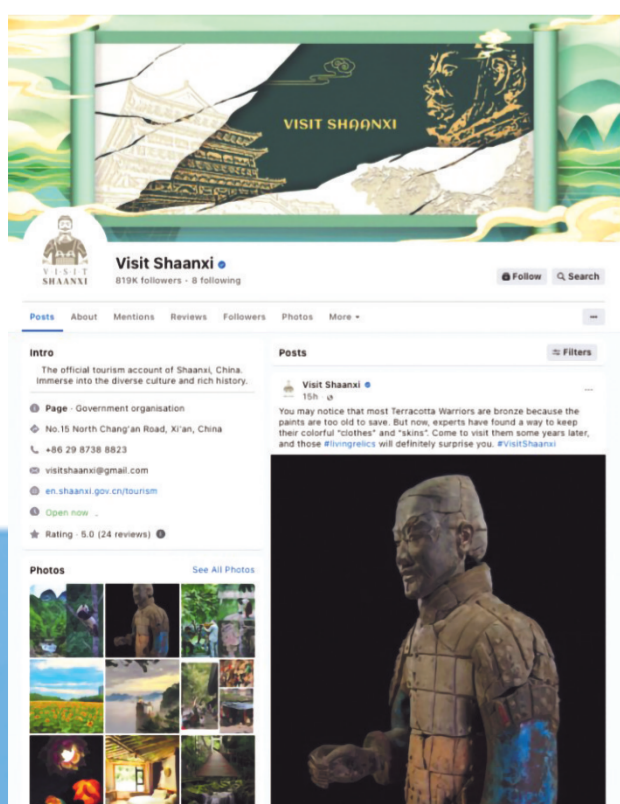 VISIT SHAANXI
VISIT
SHAANXI
Visit Shaanxi
819K followers · 8 following
Follow
Search
Posts About Mentions Reviews Followers Photos More
Intro
The official tourism account of Shaanxi, China.
Immerse into the diverse culture and rich history.
Page · Government organisation
No.15 North Chang'an Road, Xi'an, China
+86 29 8738 8823
visitshaanxi@gmail.com
en.shaanxi.gov.cn/tourism
Open now
Rating · 5.0 (24 reviews)
Photos
See All Photos
Posts
Filters
Visit Shaanxi
15h ·
You may notice that most Terracotta Warriors are bronze because the
paints are too old to save. But now, experts have found a way to keep
their colorful "clothes" and "skins". Come to visit them some years later,
and those #livingrelics will definitely surprise you. #VisitShaanxi